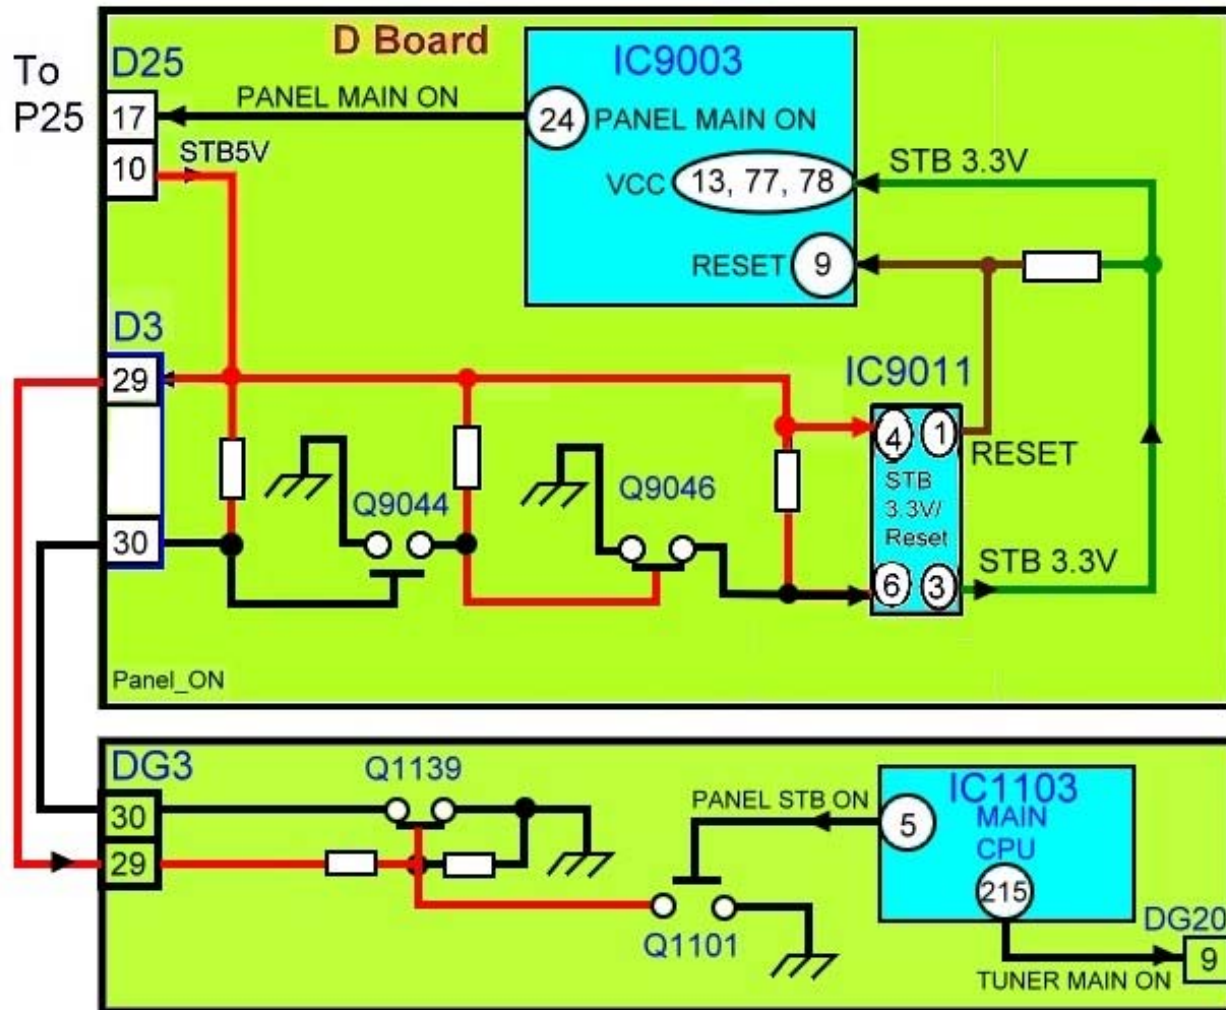 D Board
To
P25
D25
17
10
PANEL MAIN ON
STB5V
IC9003
24 PANEL MAIN ON
VCC 13, 77, 78
RESET 9
STB 3.3V
D3
29
30
Q9044
Q9046
IC9011
4 1
STB
3.3V/
Reset
6 3
RESET
STB 3.3V
Panel_ON
DG3
30
29
Q1139
Q1101
PANEL STB ON
IC1103
MAIN
CPU
5
215
TUNER MAIN ON
DG20
9